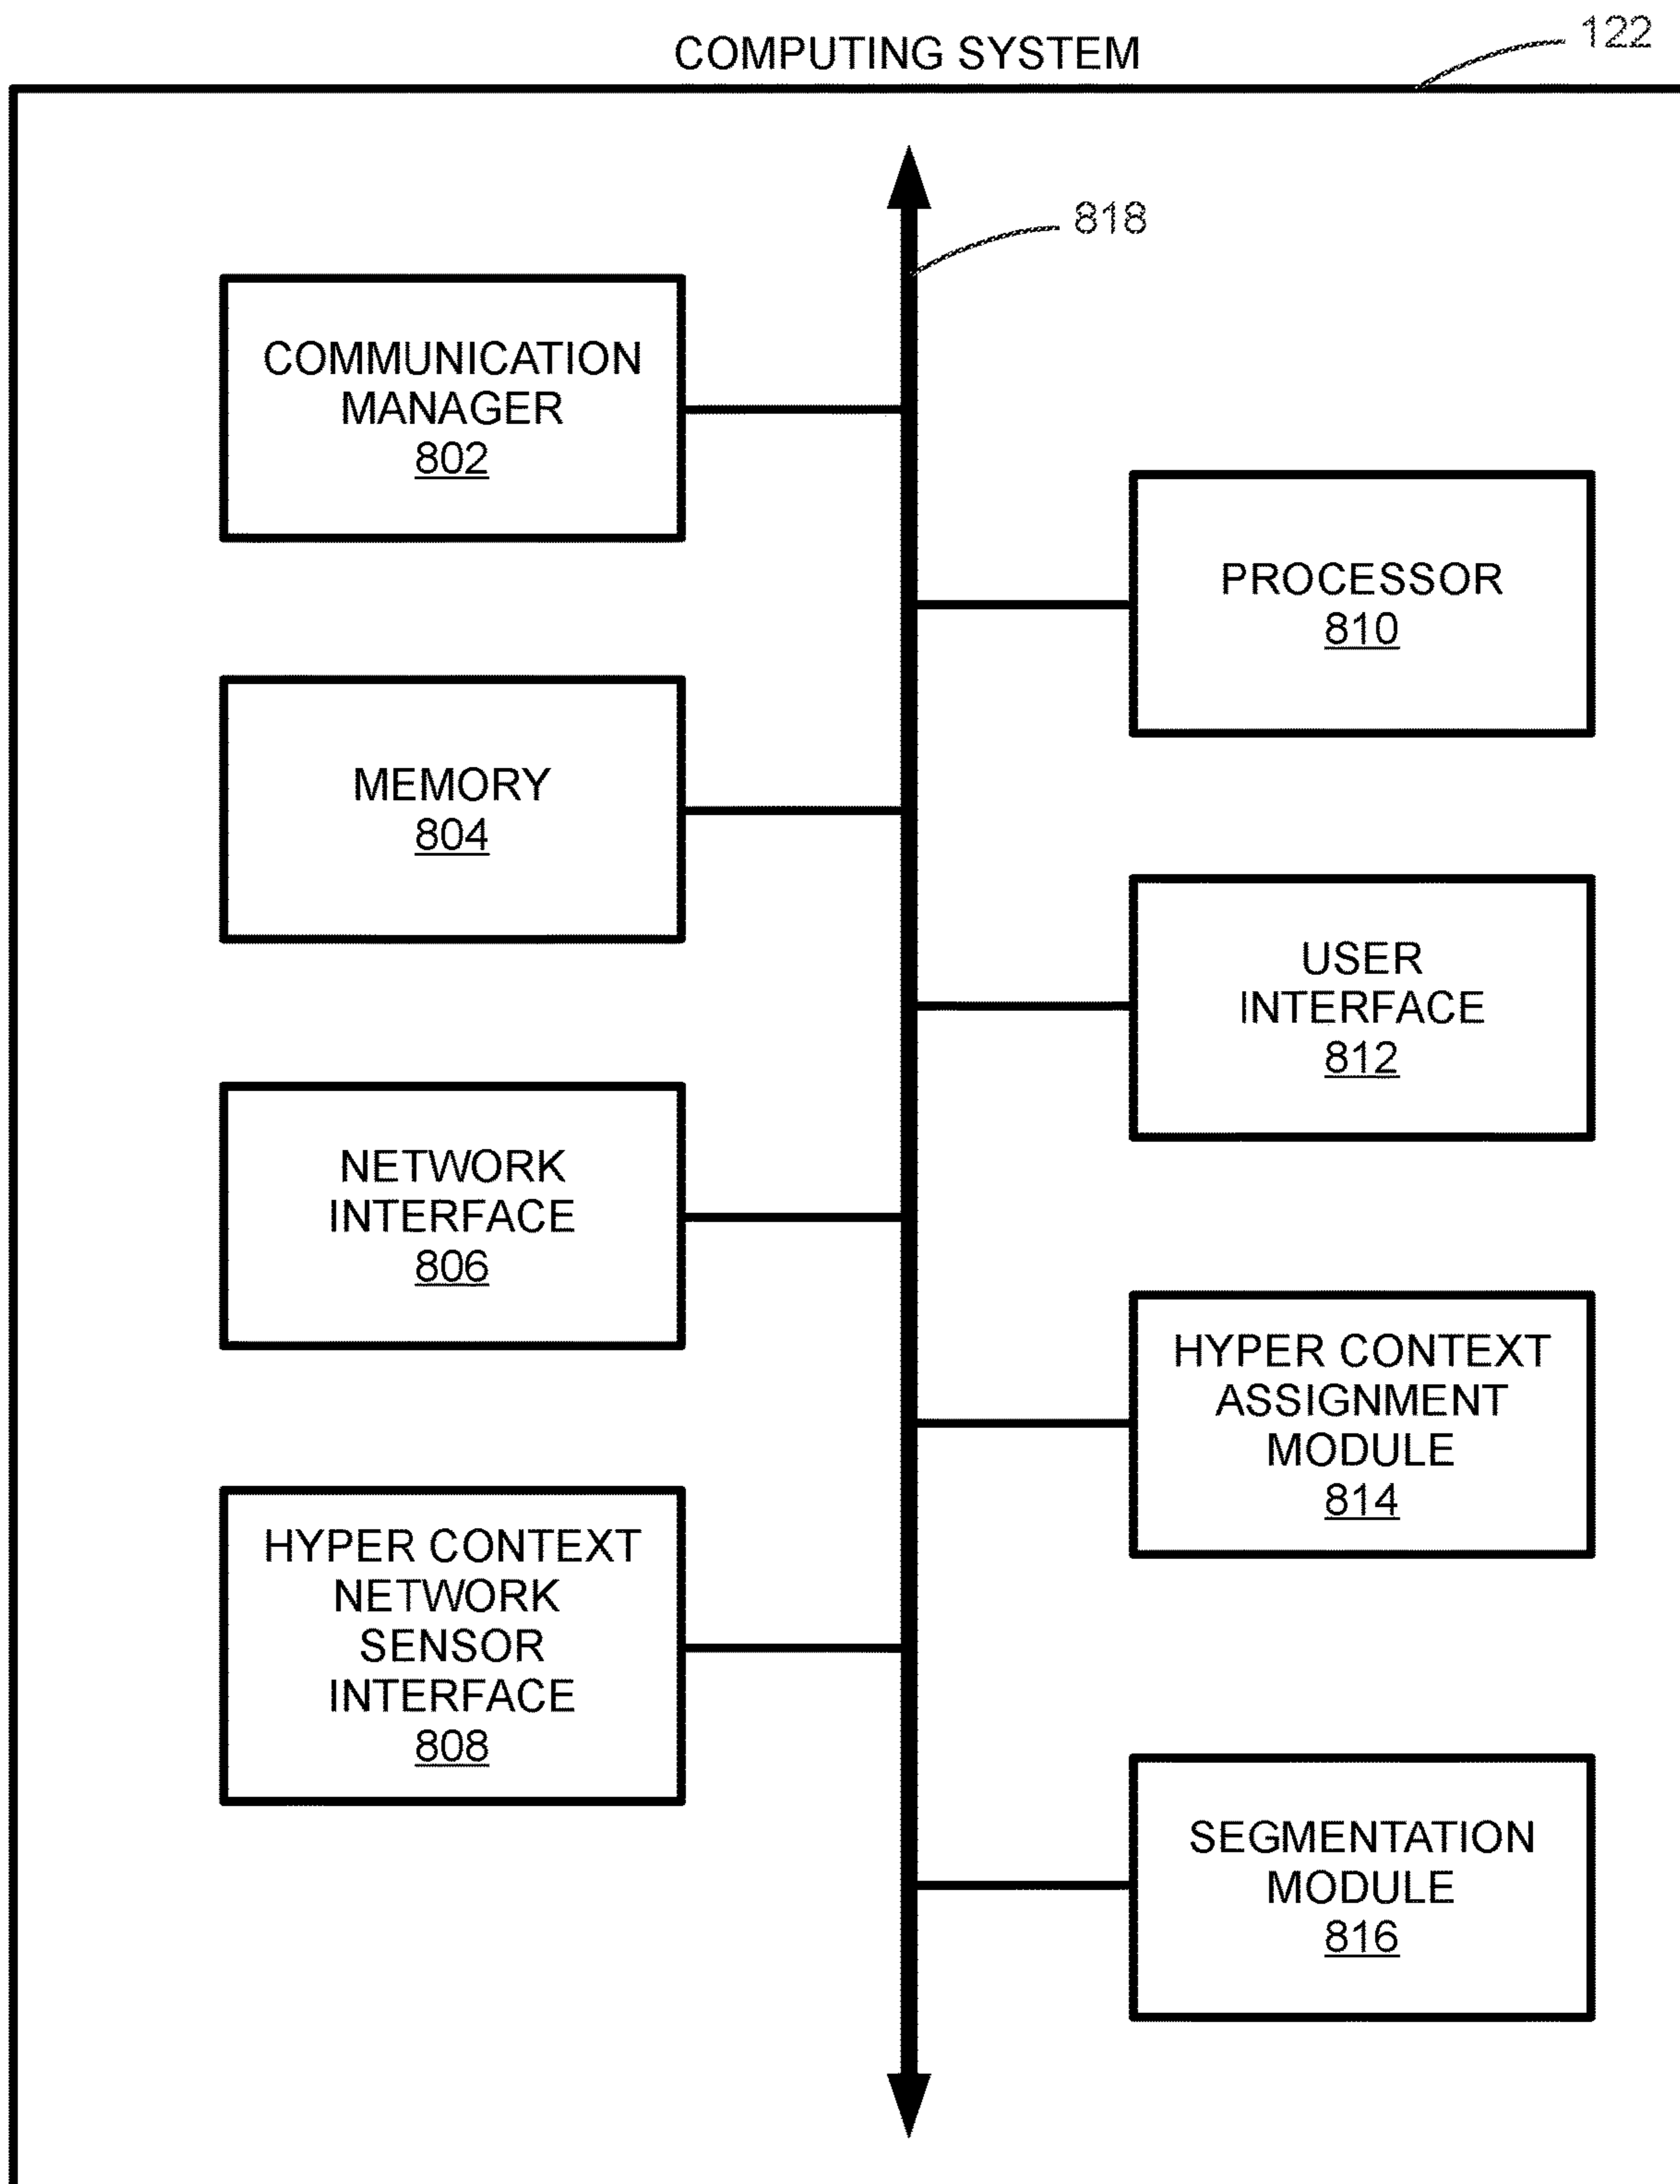 COMPUTING SYSTEM
122
818
COMMUNICATION
MANAGER
802
PROCESSOR
810
MEMORY
804
USER
INTERFACE
812
NETWORK
INTERFACE
806
HYPER CONTEXT
ASSIGNMENT
MODULE
814
HYPER CONTEXT
NETWORK
SENSOR
INTERFACE
808
SEGMENTATION
MODULE
816